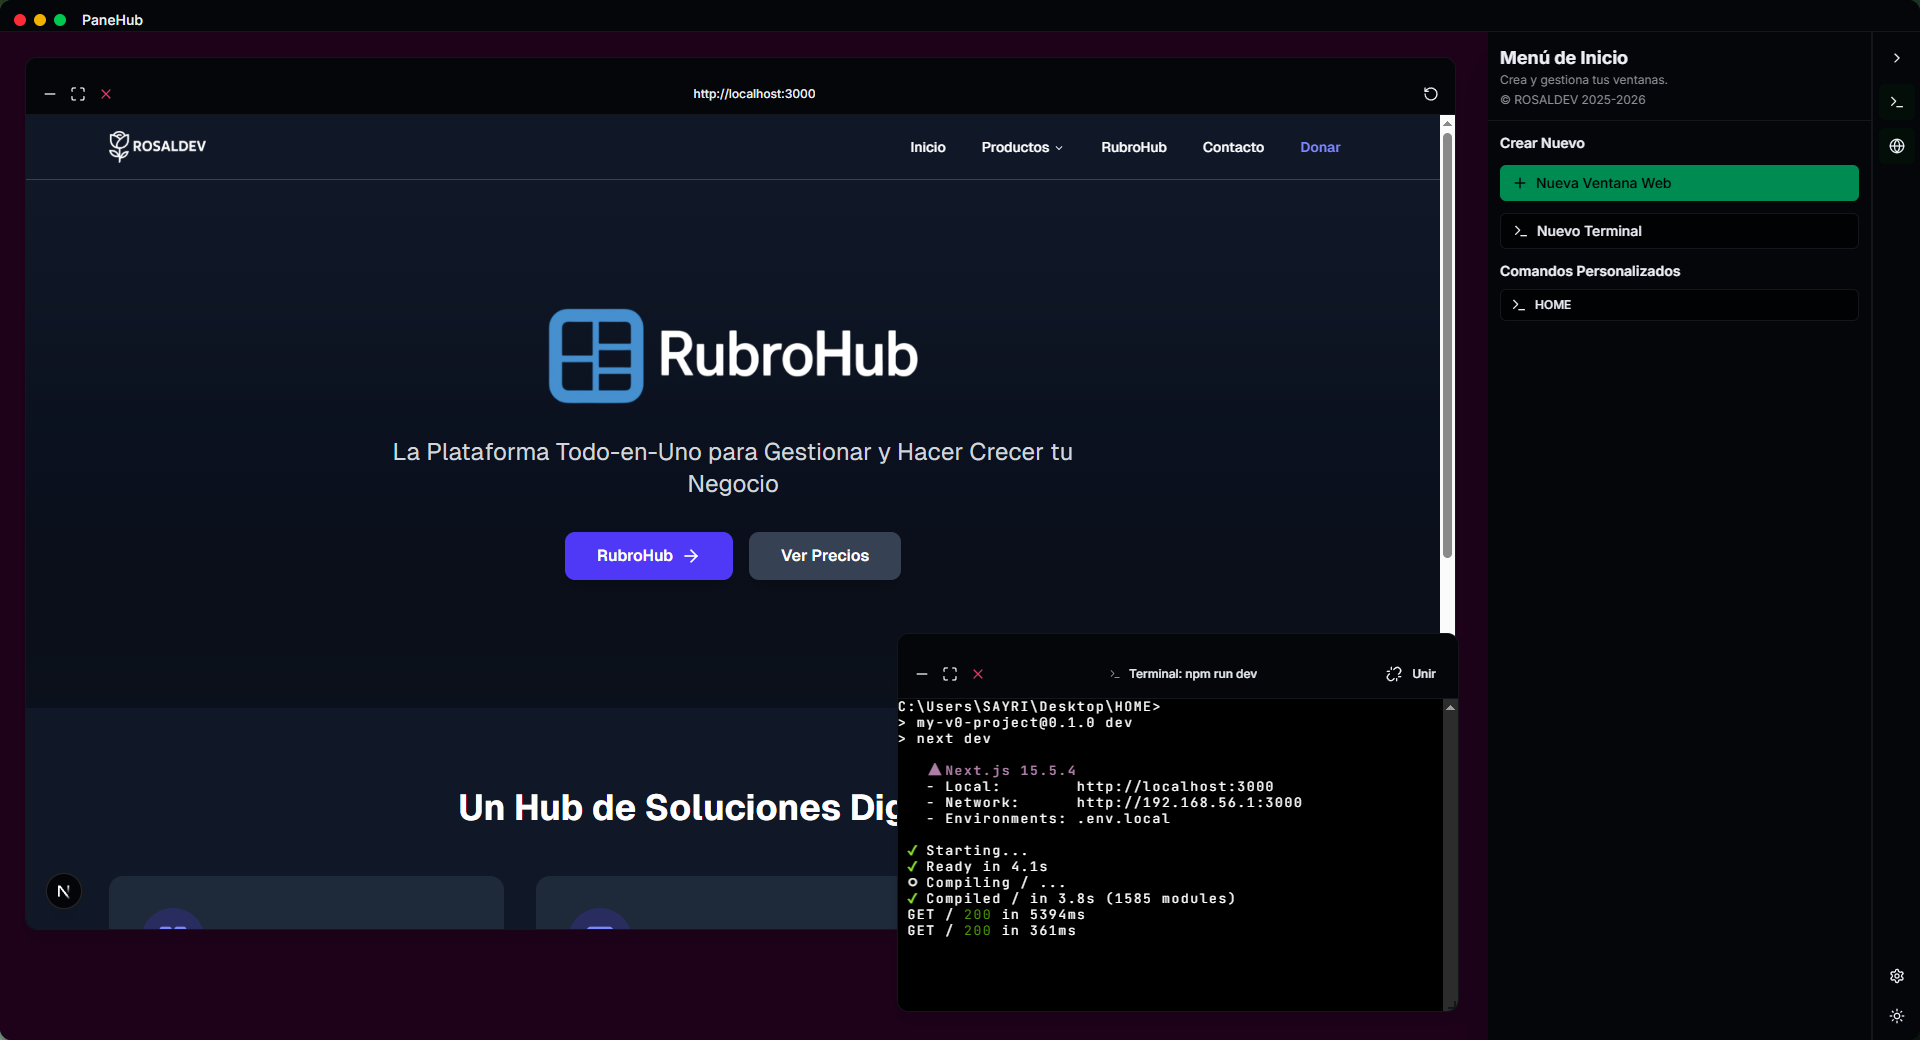 PaneHub
http://localhost:3000
ROSALDEV
Inicio
Productos
RubroHub
Contacto
Donar
RubroHub
La Plataforma Todo-en-Uno para Gestionar y Hacer Crecer tu
Negocio
RubroHub →
Ver Precios
Un Hub de Soluciones Dig
N
Terminal: npm run dev
Unir
C:\Users\SAYRI\Desktop\HOME>
> my-v0-project@0.1.0 dev
> next dev
▲ Next.js 15.5.4
- Local: http://localhost:3000
- Network: http://192.168.56.1:3000
- Environments: .env.local
✓ Starting...
✓ Ready in 4.1s
○ Compiling / ...
✓ Compiled / in 3.8s (1585 modules)
GET / 200 in 5394ms
GET / 200 in 361ms
Menú de Inicio
Crea y gestiona tus ventanas.
© ROSALDEV 2025-2026
Crear Nuevo
+ Nueva Ventana Web
Nuevo Terminal
Comandos Personalizados
HOME